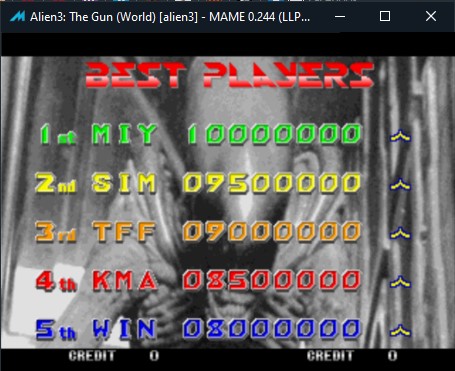 Alien3: The Gun (World) [alien3] - MAME 0.244 (LLP...
BEST PLAYERS
1st MIY 10000000
2nd SIM 09500000
3rd TFF 09000000
4th KMA 08500000
5th WIN 08000000
CREDIT 0 CREDIT 0